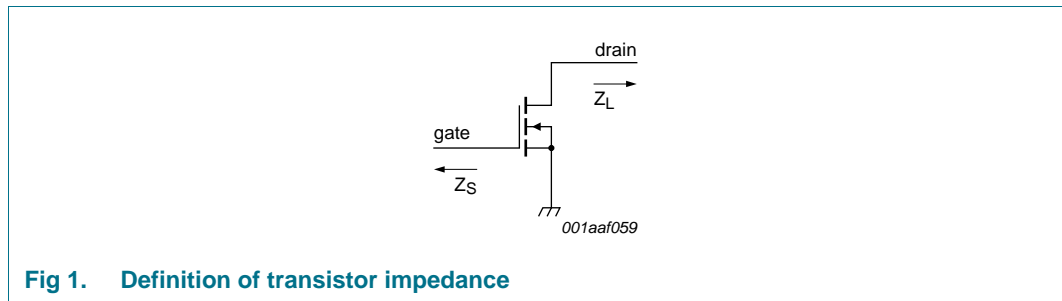 drain
Z_L
gate
Z_S
001aaf059
Fig 1. Definition of transistor impedance